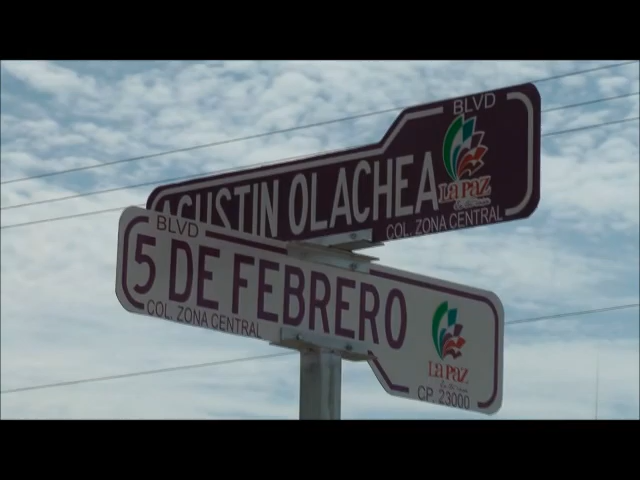 BLVD
AGUSTIN OLACHEA
LA PAZ
COL. ZONA CENTRAL
BLVD
5 DE FEBRERO
COL. ZONA CENTRAL
LA PAZ
CP. 23000